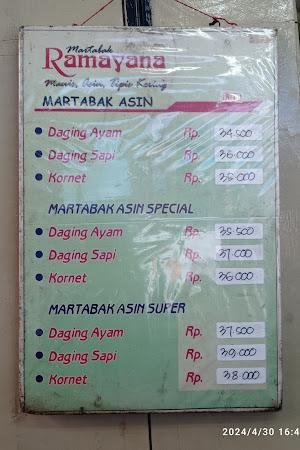 Martabak
Ramayana
Manis, Asin, Tipis Kering
MARTABAK ASIN
Daging Ayam Rp. 34.500
Daging Sapi Rp. 36.000
Kornet Rp. 35.000
MARTABAK ASIN SPECIAL
Daging Ayam Rp. 35.500
Daging Sapi Rp. 37.000
Kornet Rp. 36.000
MARTABAK ASIN SUPER
Daging Ayam Rp. 37.500
Daging Sapi Rp. 39.000
Kornet Rp. 38.000
2024/4/30 16:4